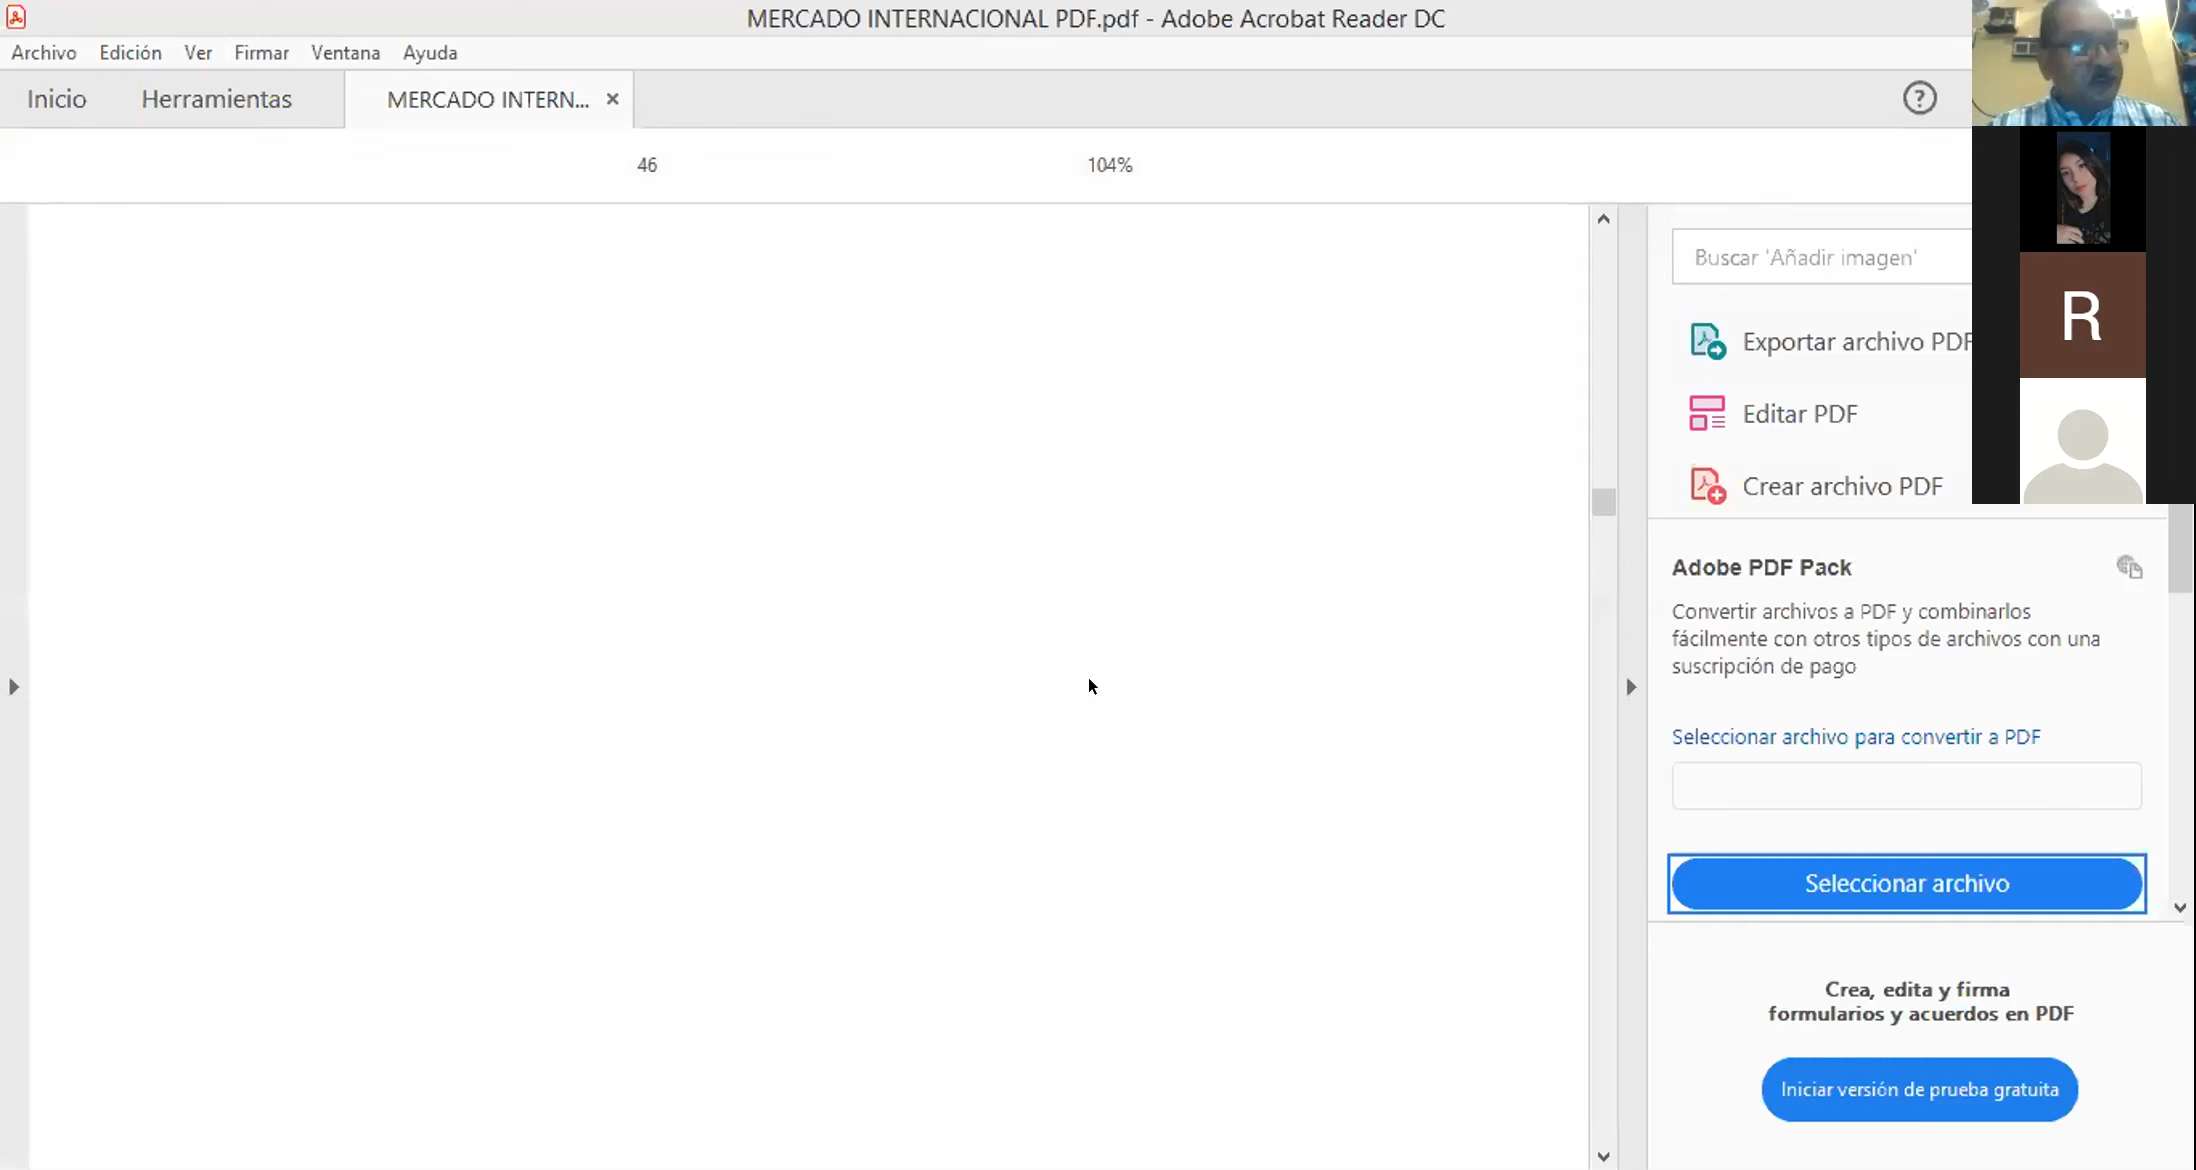 MERCADO INTERNACIONAL PDF.pdf - Adobe Acrobat Reader DC
Archivo Edición Ver Firmar Ventana Ayuda
Inicio Herramientas MERCADO INTERN... ×
?
46 104%
Buscar 'Añadir imagen'
Exportar archivo PDF
Editar PDF
Crear archivo PDF
R
Adobe PDF Pack
Convertir archivos a PDF y combinarlos
fácilmente con otros tipos de archivos con una
suscripción de pago
Seleccionar archivo para convertir a PDF
Seleccionar archivo
Crea, edita y firma
formularios y acuerdos en PDF
Iniciar versión de prueba gratuita